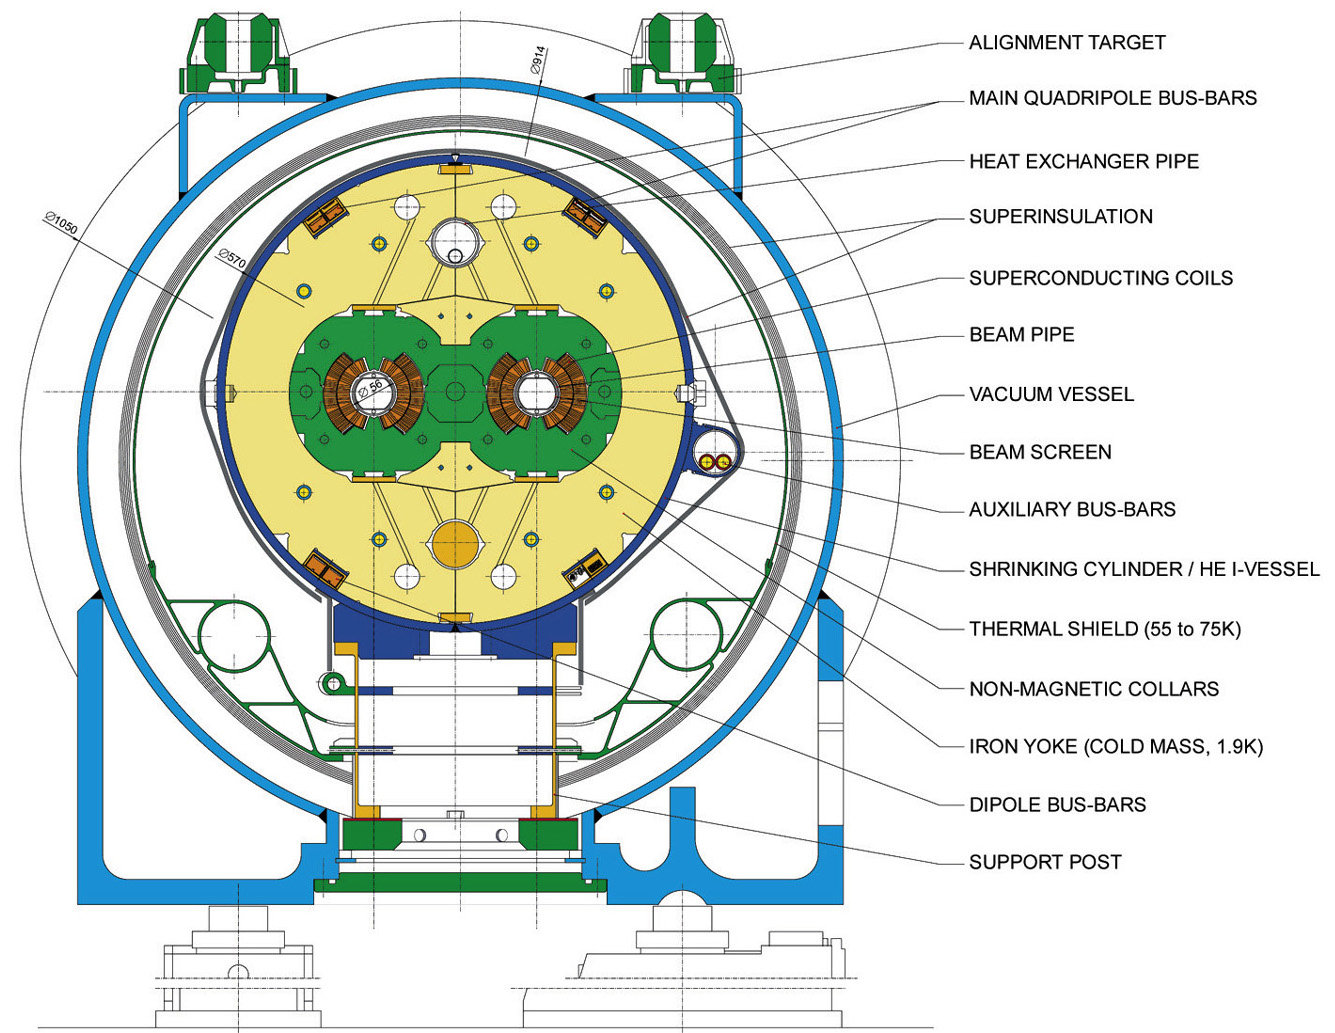 ALIGNMENT TARGET
MAIN QUADRIPOLE BUS-BARS
HEAT EXCHANGER PIPE
SUPERINSULATION
SUPERCONDUCTING COILS
BEAM PIPE
VACUUM VESSEL
BEAM SCREEN
AUXILIARY BUS-BARS
SHRINKING CYLINDER / HE I-VESSEL
THERMAL SHIELD (55 to 75K)
NON-MAGNETIC COLLARS
IRON YOKE (COLD MASS, 1.9K)
DIPOLE BUS-BARS
SUPPORT POST
Ø914
Ø1050
Ø570
Ø 56